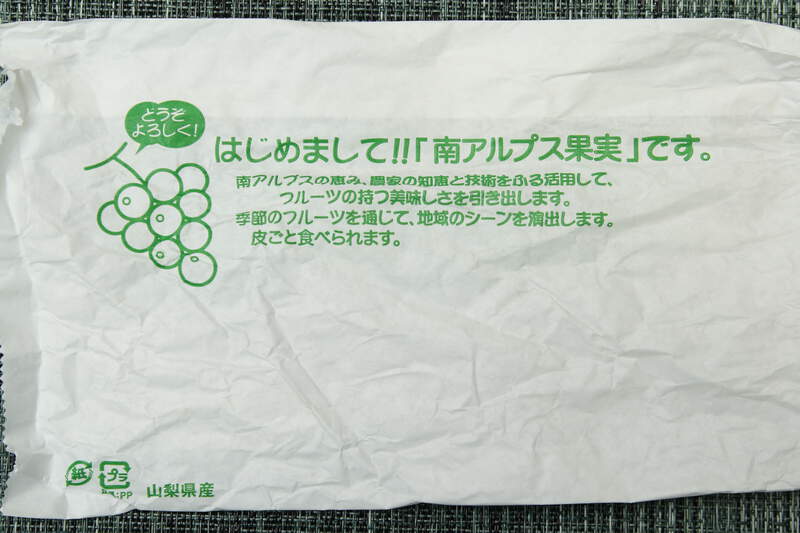 どうぞ
よろしく!
はじめまして!!「南アルプス果実」です。
南アルプスの恵み、農家の知恵と技術をふる活用して、
フルーツの持つ美味しさを引き出します。
季節のフルーツを通じて、地域のシーンを演出します。
皮ごと食べられます。
紙 プラ
:PP 山梨県産